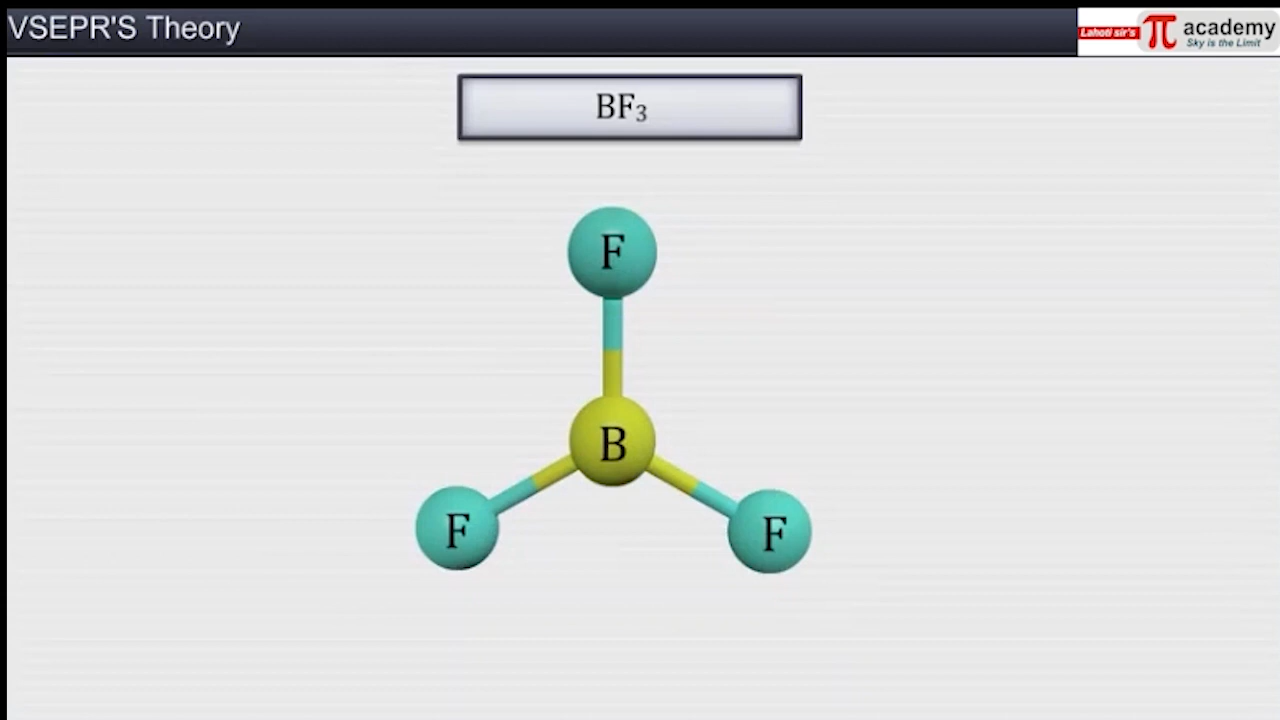 VSEPR'S Theory
Lahoti sir's π academy
Sky is the Limit
BF₃
F
B
F
F